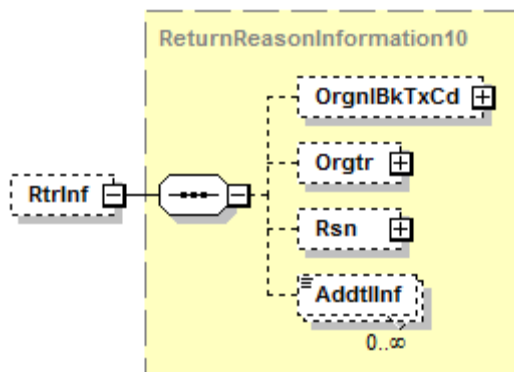 ReturnReasonInformation10
OrgnlBkTxCd
Orgtr
RtrInf
Rsn
AddtlInf
0..∞